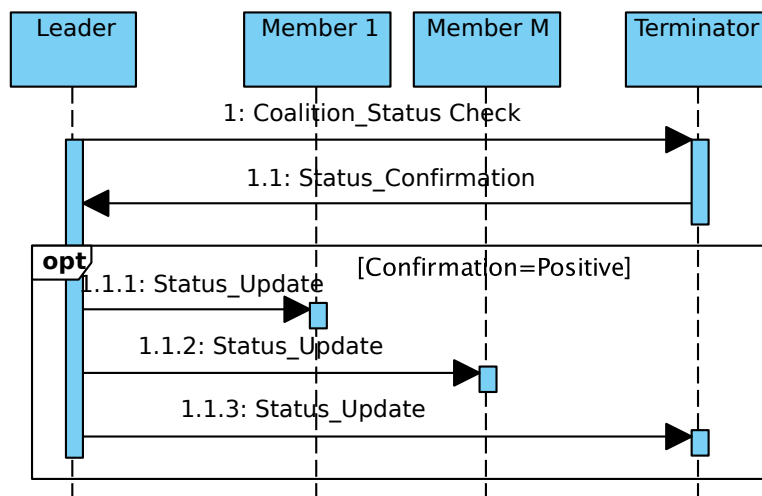 Leader
Member 1
Member M
Terminator
1: Coalition_Status Check
1.1: Status_Confirmation
opt
[Confirmation=Positive]
1.1.1: Status_Update
1.1.2: Status_Update
1.1.3: Status_Update